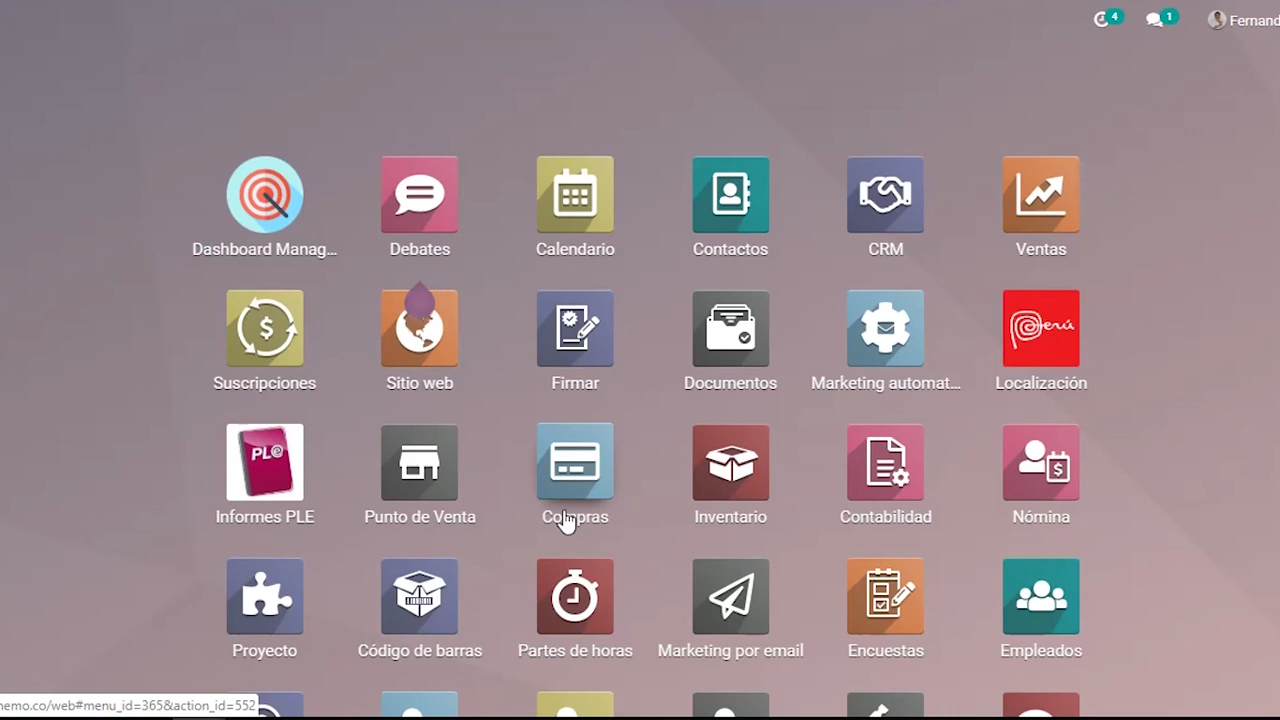 4
1
Fernand
Dashboard Manag...
Debates
Calendario
Contactos
CRM
Ventas
Suscripciones
Sitio web
Firmar
Documentos
Marketing automat...
Perú
Localización
PLe
Informes PLE
Punto de Venta
Compras
Inventario
Contabilidad
Nómina
Proyecto
Código de barras
Partes de horas
Marketing por email
Encuestas
Empleados
nemo.co/web#menu_id=365&action_id=552